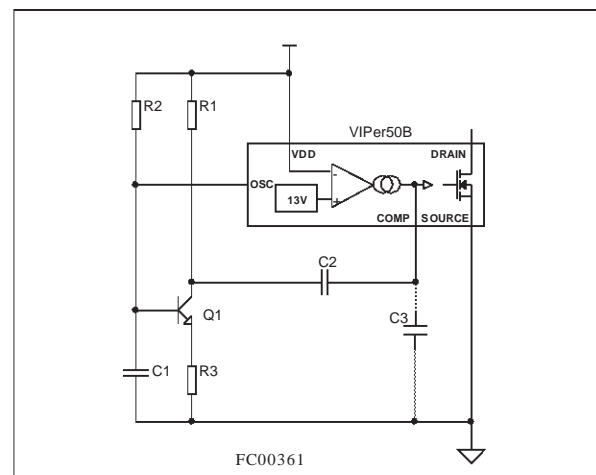 R2
R1
VIPer50B
VDD
DRAIN
OSC
-
13V
+
COMP
SOURCE
C2
Q1
C3
C1
R3
FC00361